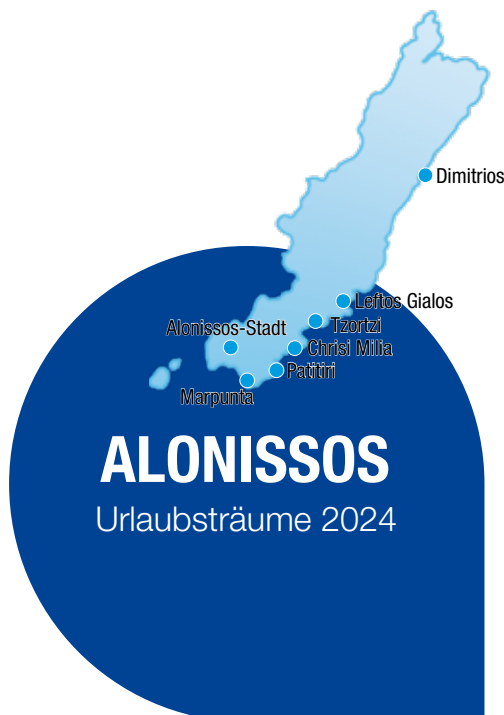 Dimitrios
Leftos Gialos
Tzortzi
Alonissos-Stadt
Chrisi Milia
Patitiri
Marpunta
ALONISSOS
Urlaubsträume 2024